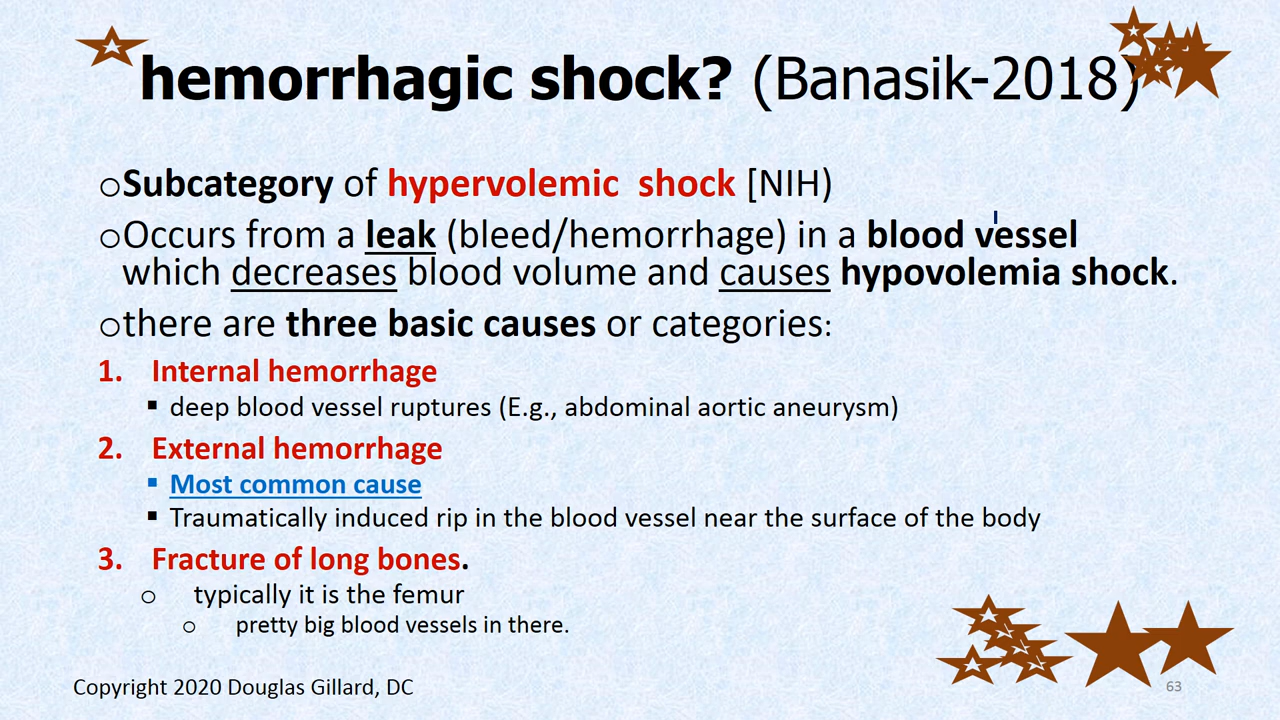 hemorrhagic shock? (Banasik-2018)
oSubcategory of hypervolemic shock [NIH)
oOccurs from a leak (bleed/hemorrhage) in a blood vessel
which decreases blood volume and causes hypovolemia shock.
othere are three basic causes or categories:
1. Internal hemorrhage
▪ deep blood vessel ruptures (E.g., abdominal aortic aneurysm)
2. External hemorrhage
▪ Most common cause
▪ Traumatically induced rip in the blood vessel near the surface of the body
3. Fracture of long bones.
o typically it is the femur
o pretty big blood vessels in there.
Copyright 2020 Douglas Gillard, DC
63